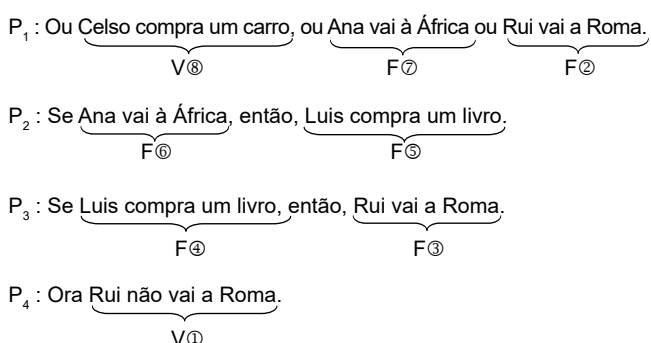 P₁ : Ou Celso compra um carro, ou Ana vai à África ou Rui vai a Roma.
V⑧ F⑦ F②
P₂ : Se Ana vai à África, então, Luis compra um livro.
F⑥ F⑤
P₃ : Se Luis compra um livro, então, Rui vai a Roma.
F④ F③
P₄ : Ora Rui não vai a Roma.
V①